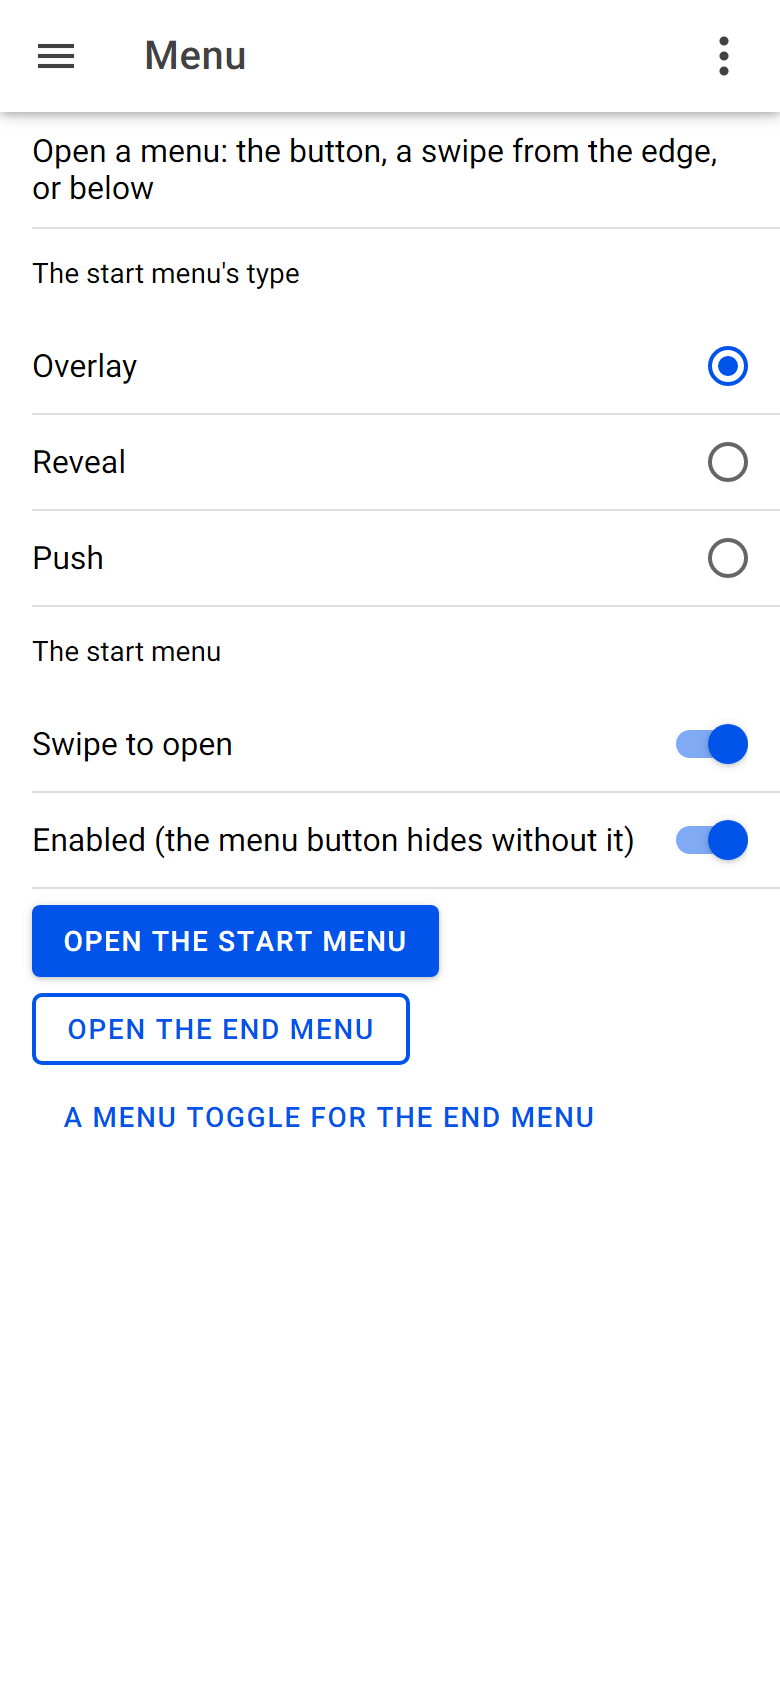 Menu
Open a menu: the button, a swipe from the edge,
or below
The start menu's type
Overlay
Reveal
Push
The start menu
Swipe to open
Enabled (the menu button hides without it)
OPEN THE START MENU
OPEN THE END MENU
A MENU TOGGLE FOR THE END MENU